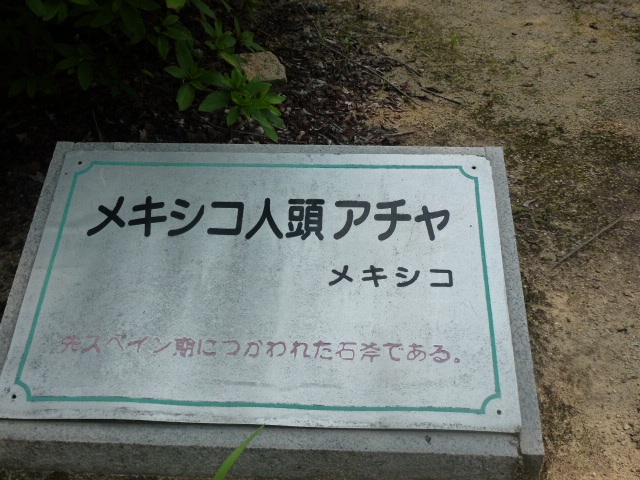 メキシコ人頭アチャ
メキシコ
先スペイン期につかわれた石斧である。